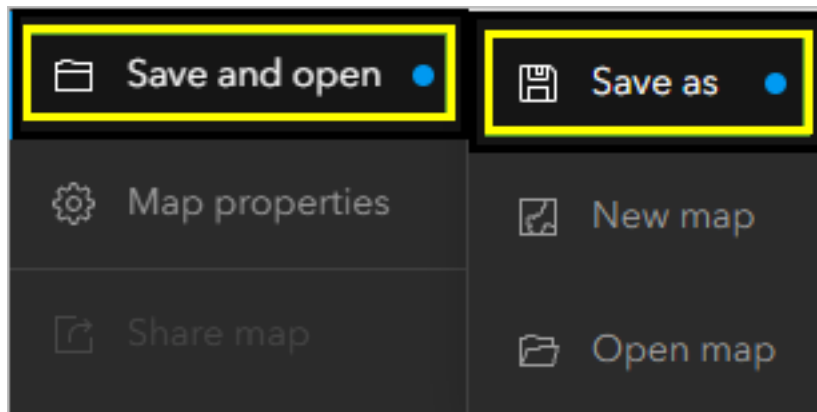 Save and open
Map properties
Share map
Save as
New map
Open map